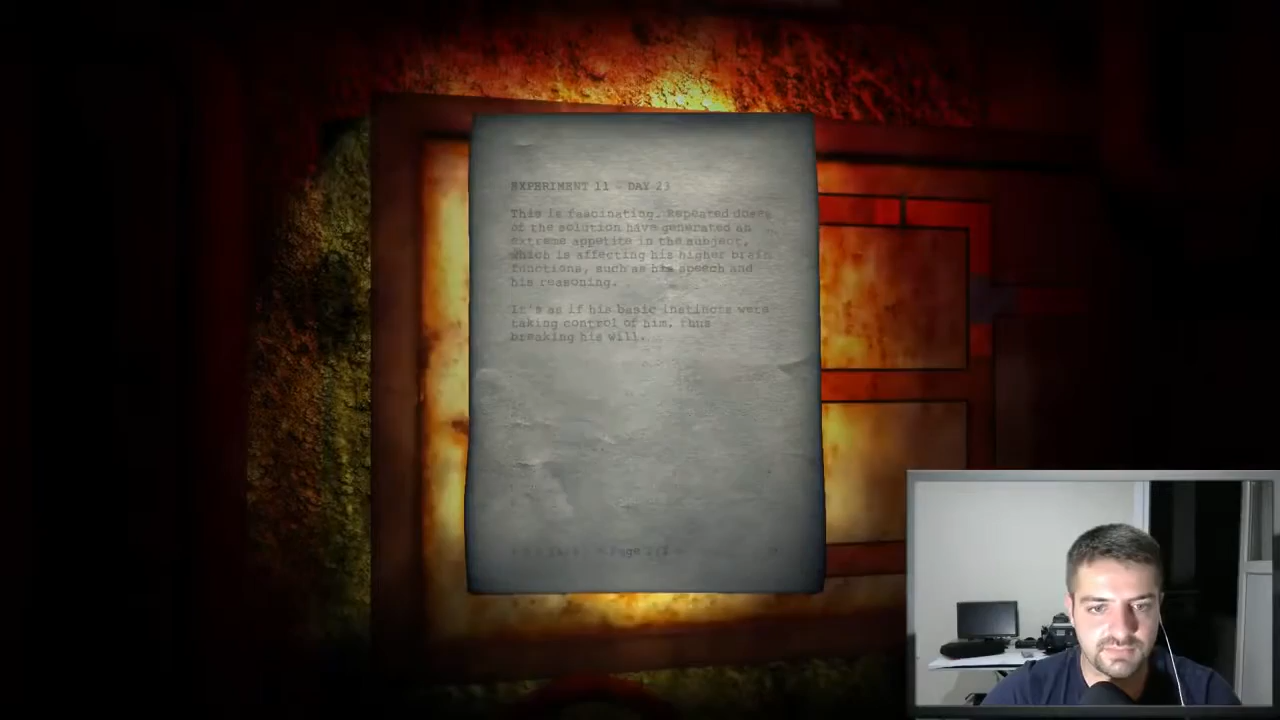 EXPERIMENT 11 - DAY 23
This is fascinating. Repeated doses
of the solution have generated an
extreme appetite in the subject,
which is affecting his higher brain
functions, such as his speech and
his reasoning.
It's as if his basic instincts were
taking control of him, thus
breaking his will.
Page